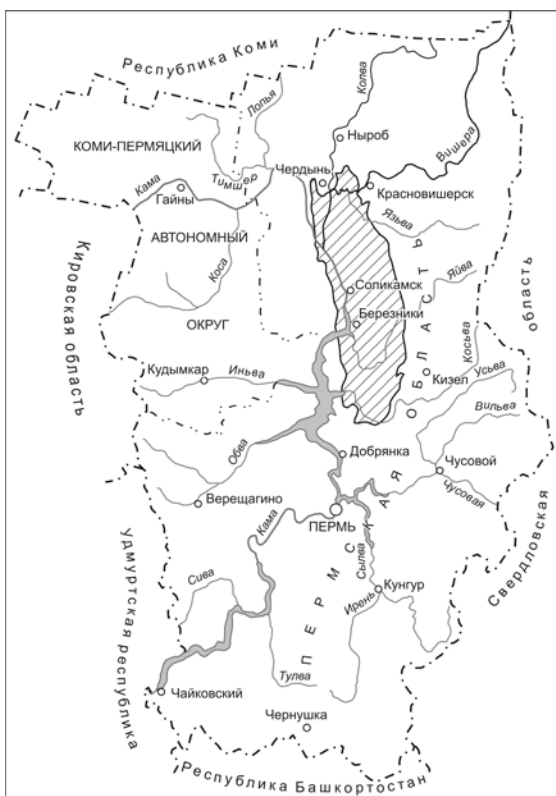 Республика Коми
Лопья
Колва
Ныроб
Вишера
КОМИ-ПЕРМЯЦКИЙ
Чердынь
Тимшер
Кама
Гайны
Красновишерск
Язьва
АВТОНОМНЫЙ
Коса
Кировская область
Яйва
Соликамск
Березники
ОКРУГ
Косьва
Кудымкар
Иньва
Кизел
Усьва
Вильва
Обва
Добрянка
Чусовой
Верещагино
Чусовая
Кама
ПЕРМЬ
ПЕРМСКАЯ ОБЛАСТЬ
Свердловская область
Сылва
Сива
Ирень
Кунгур
Удмуртская республика
Тулва
Чайковский
Чернушка
Республика Башкортостан